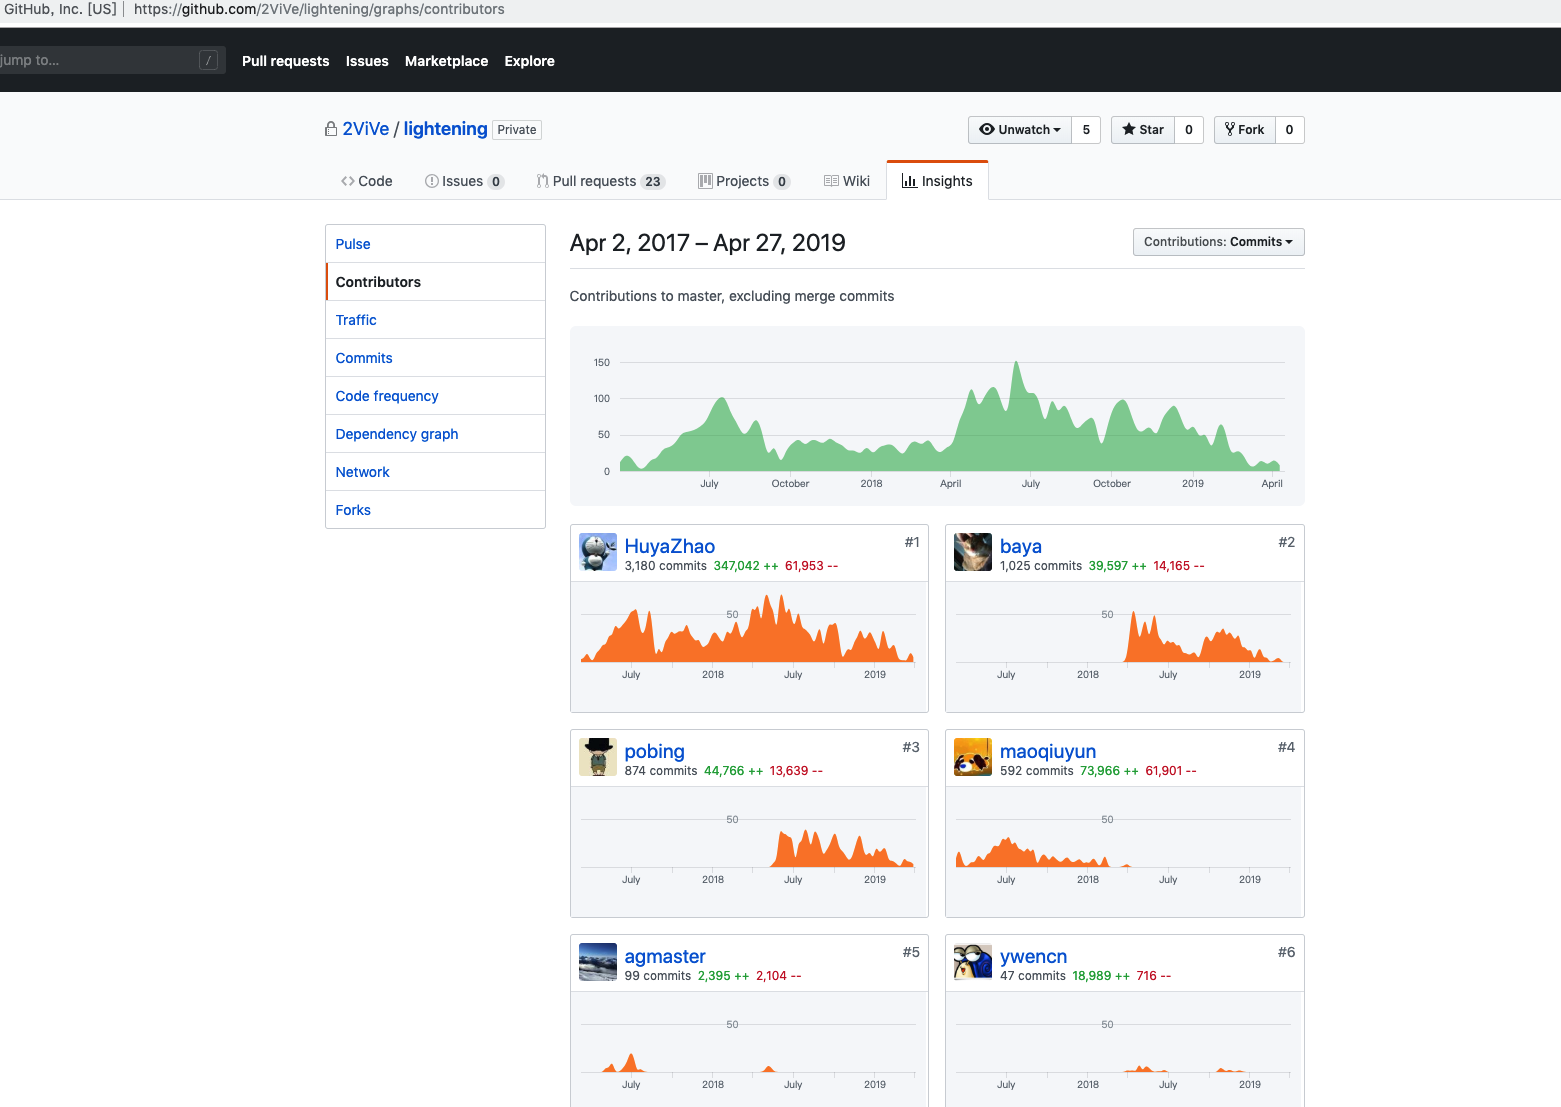 GitHub, Inc. [US] https://github.com/2ViVe/lightening/graphs/contributors
jump to... / Pull requests Issues Marketplace Explore
2ViVe / lightening Private Unwatch 5 Star 0 Fork 0
Code Issues 0 Pull requests 23 Projects 0 Wiki Insights
Pulse
Contributors
Traffic
Commits
Code frequency
Dependency graph
Network
Forks
Apr 2, 2017 – Apr 27, 2019 Contributions: Commits
Contributions to master, excluding merge commits
150
100
50
0
July October 2018 April July October 2019 April
HuyaZhao #1
3,180 commits 347,042 ++ 61,953 --
50
July 2018 July 2019
baya #2
1,025 commits 39,597 ++ 14,165 --
50
July 2018 July 2019
pobing #3
874 commits 44,766 ++ 13,639 --
50
July 2018 July 2019
maoqiuyun #4
592 commits 73,966 ++ 61,901 --
50
July 2018 July 2019
agmaster #5
99 commits 2,395 ++ 2,104 --
50
July 2018 July 2019
ywencn #6
47 commits 18,989 ++ 716 --
50
July 2018 July 2019